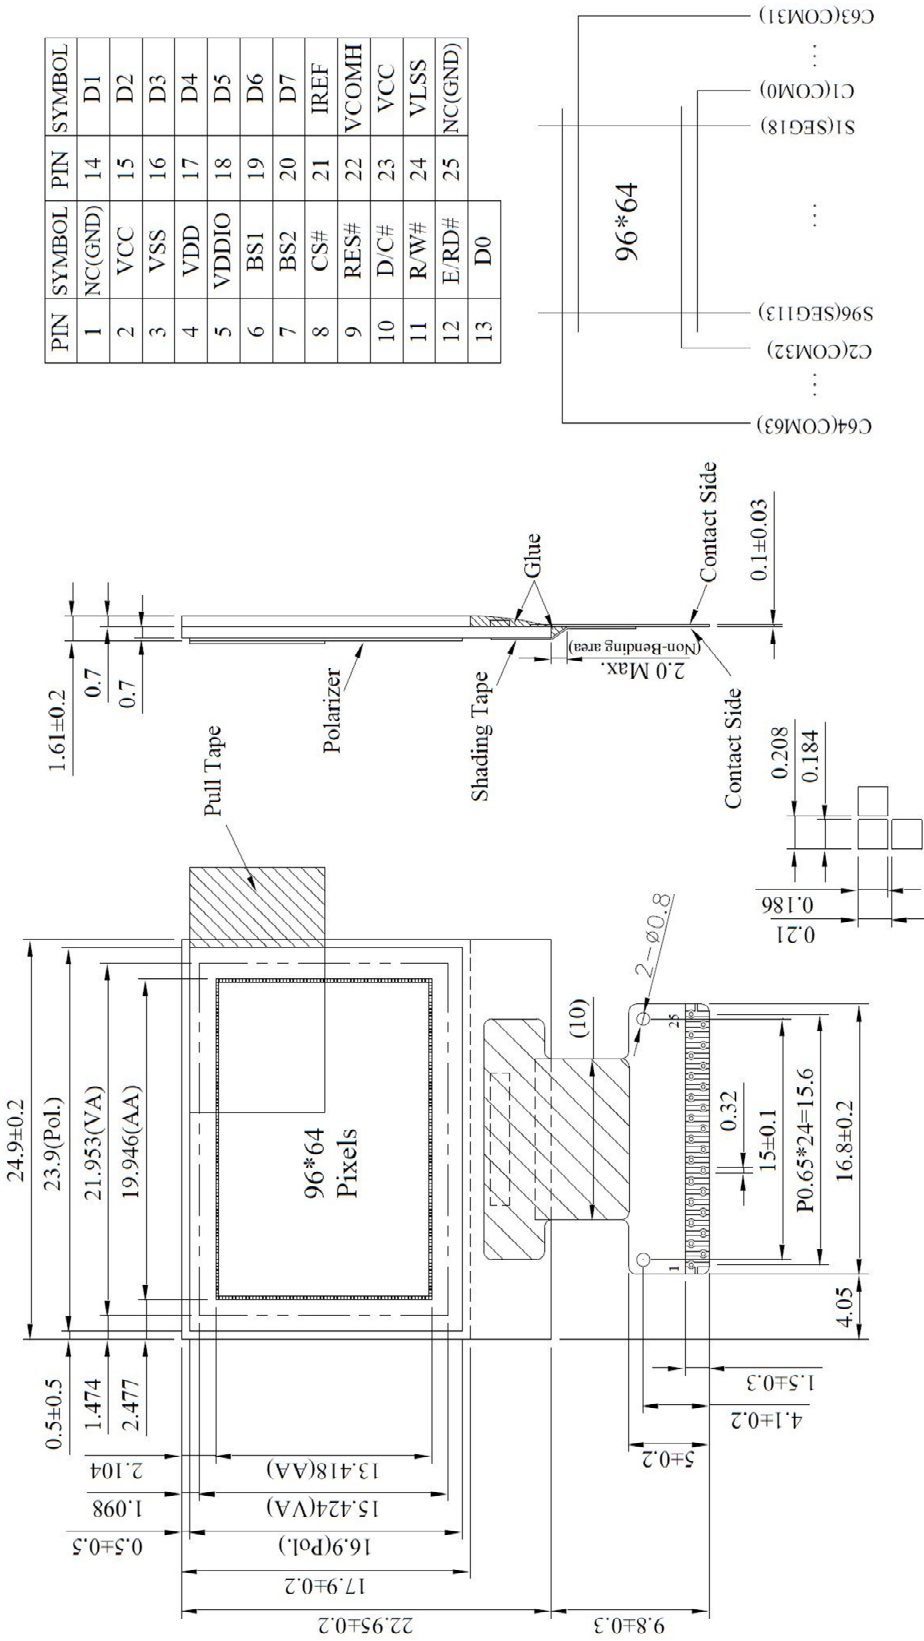 PIN SYMBOL PIN SYMBOL
1 NC(GND) 14 D1
2 VCC 15 D2
3 VSS 16 D3
4 VDD 17 D4
5 VDDIO 18 D5
6 BS1 19 D6
7 BS2 20 D7
8 CS# 21 IREF
9 RES# 22 VCOMH
10 D/C# 23 VCC
11 R/W# 24 VLSS
12 E/RD# 25 NC(GND)
13 D0
C64(COM63)
...
C2(COM32)
S96(SEG113)
...
S1(SEG18)
C1(COM0)
...
C63(COM31)
96*64
1.61±0.2
0.7
0.7
Polarizer
Shading Tape
Glue
2.0 Max.
(Non-Bending area)
Contact Side
Contact Side
0.1±0.03
24.9±0.2
23.9(Pol.)
21.953(VA)
19.946(AA)
0.5±0.5
1.474
2.477
Pull Tape
96*64
Pixels
2.104
13.418(AA)
1.098
15.424(VA)
0.5±0.5
16.9(Pol.)
17.9±0.2
22.95±0.2
9.8±0.3
(10)
2-ø0.8
1
25
0.32
15±0.1
P0.65*24=15.6
16.8±0.2
4.05
1.5±0.3
4.1±0.2
5±0.2
0.208
0.184
0.186
0.21